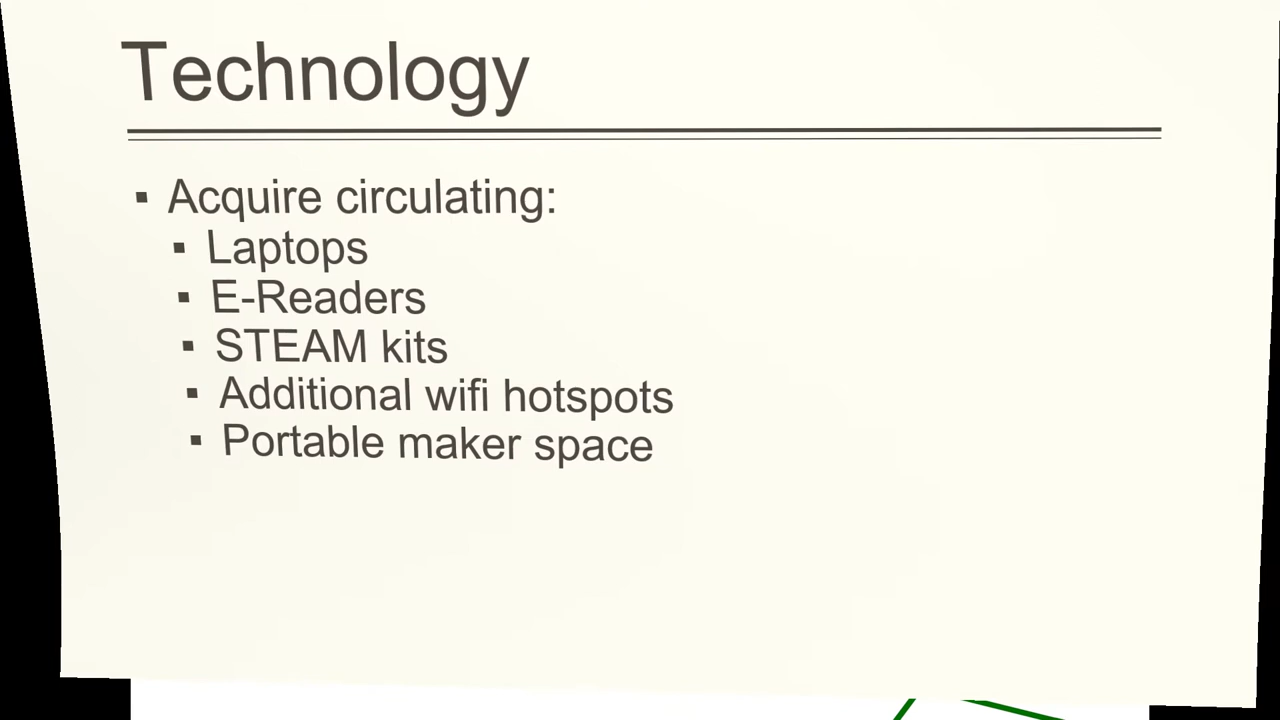 Technology
▪ Acquire circulating:
▪ Laptops
▪ E-Readers
▪ STEAM kits
▪ Additional wifi hotspots
▪ Portable maker space